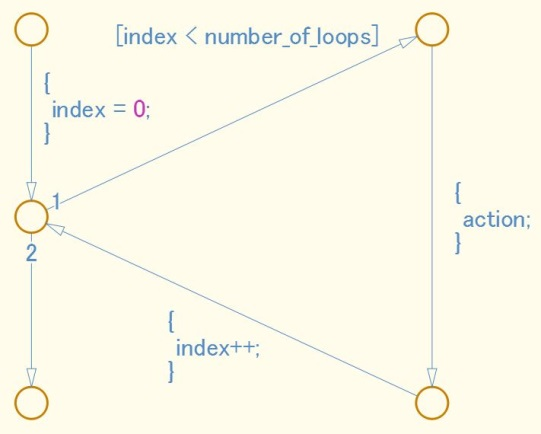 [index < number_of_loops]
{
index = 0;
}
1
2
{
action;
}
{
index++;
}